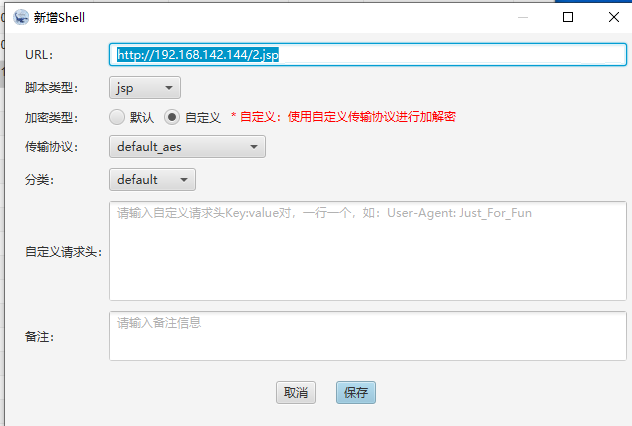 新增Shell
URL: http://192.168.142.144/2.jsp
脚本类型: jsp
加密类型: 默认 自定义 * 自定义：使用自定义传输协议进行加解密
传输协议: default_aes
分类: default
自定义请求头: 请输入自定义请求头Key:value对，一行一个，如：User-Agent: Just_For_Fun
备注: 请输入备注信息
取消 保存